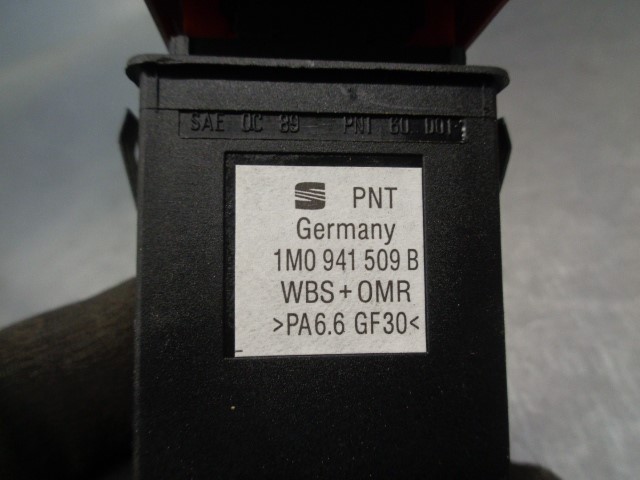 SAE OC 89 PNT 60 D01
PNT
Germany
1M0 941 509 B
WBS+OMR
>PA6.6 GF30<